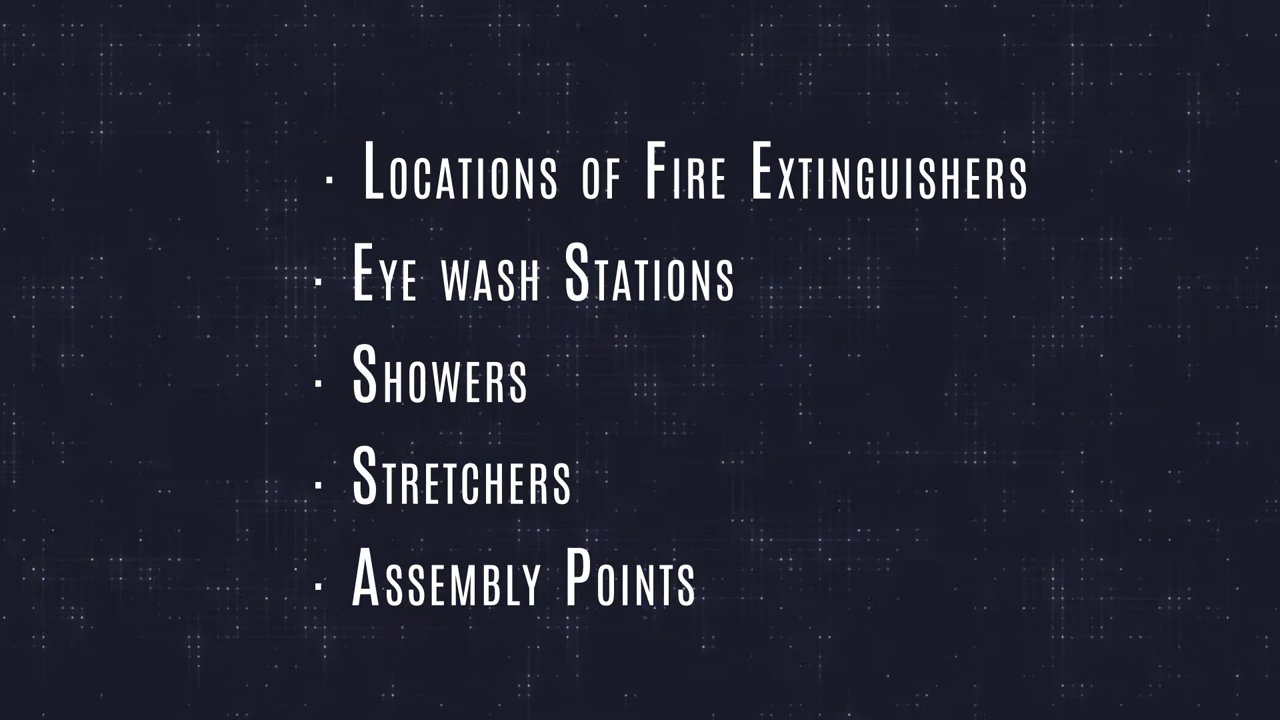 · Locations of Fire Extinguishers
· Eye wash Stations
· Showers
· Stretchers
· Assembly Points